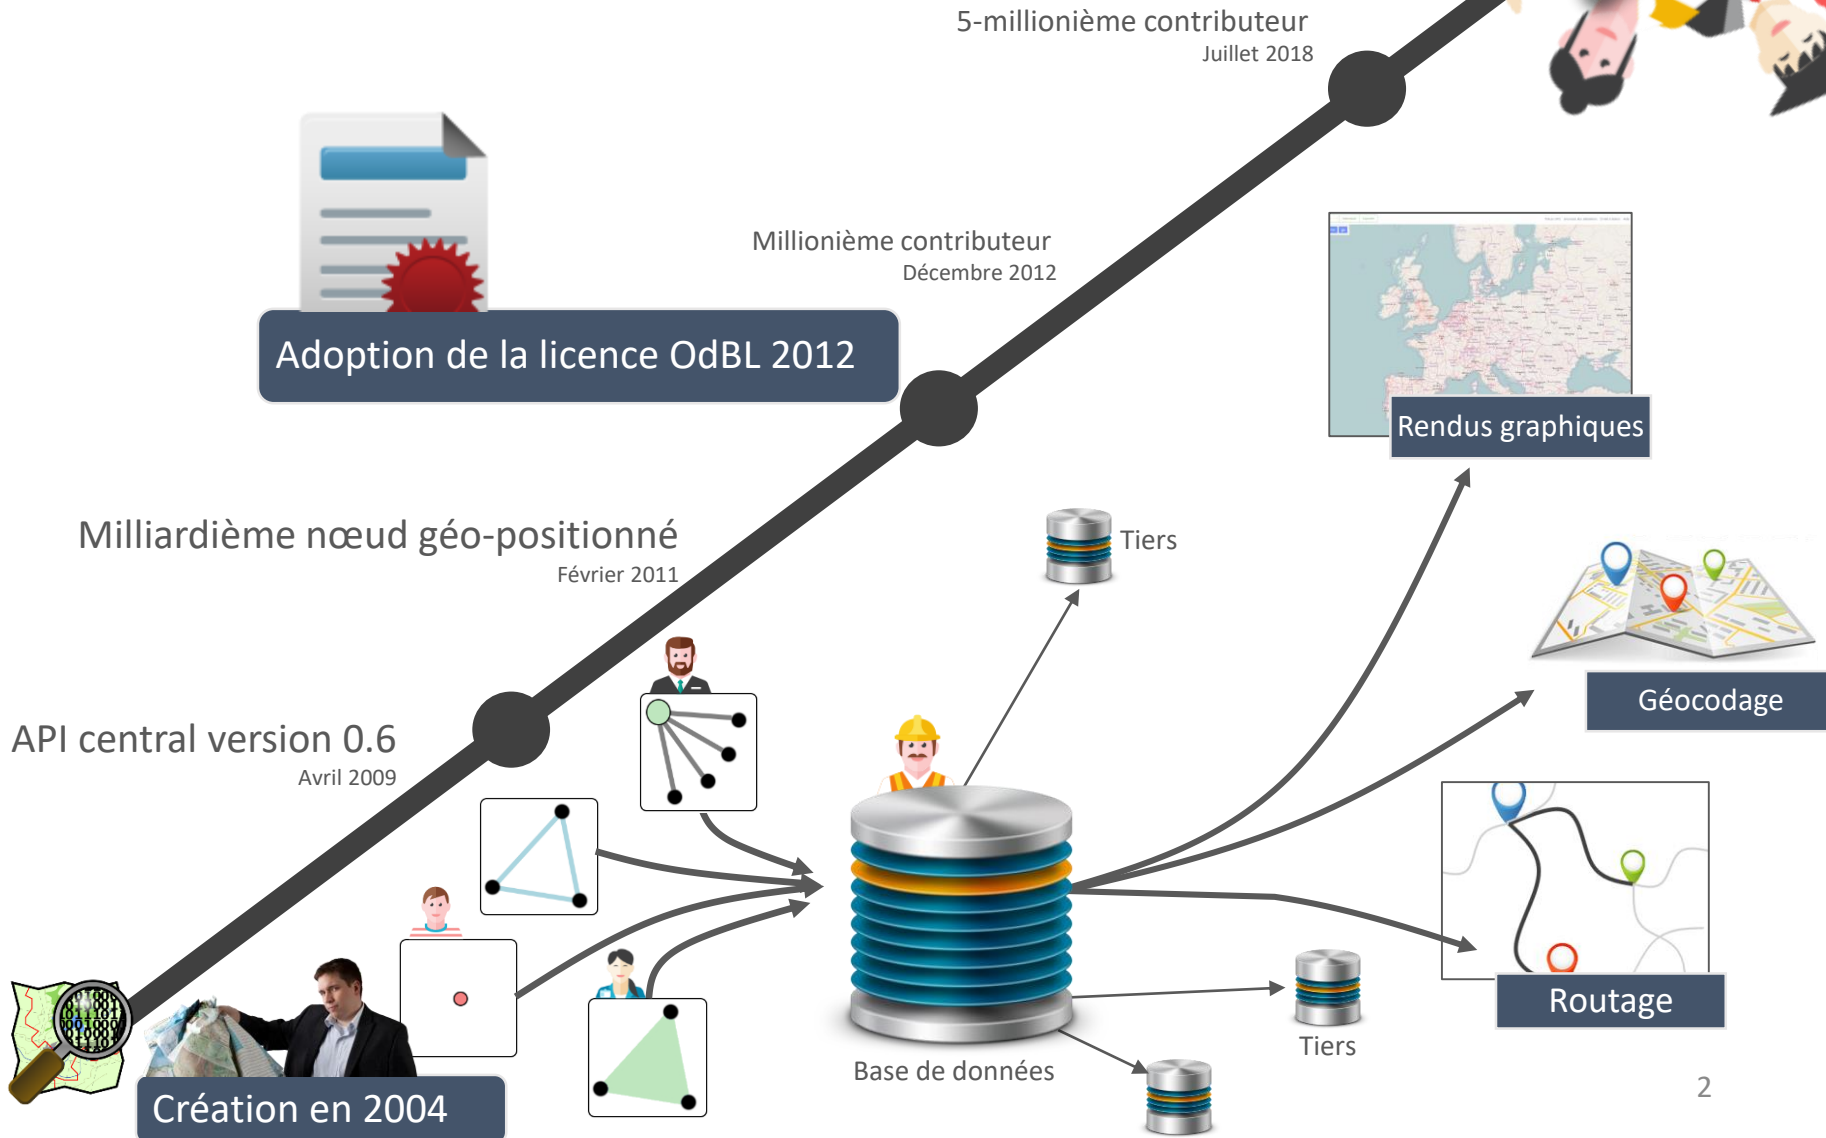 5-millionième contributeur
Juillet 2018
Millionième contributeur
Décembre 2012
Adoption de la licence OdBL 2012
Rendus graphiques
Milliardième nœud géo-positionné
Février 2011
Tiers
Géocodage
API central version 0.6
Avril 2009
Routage
Tiers
Base de données
Création en 2004
2